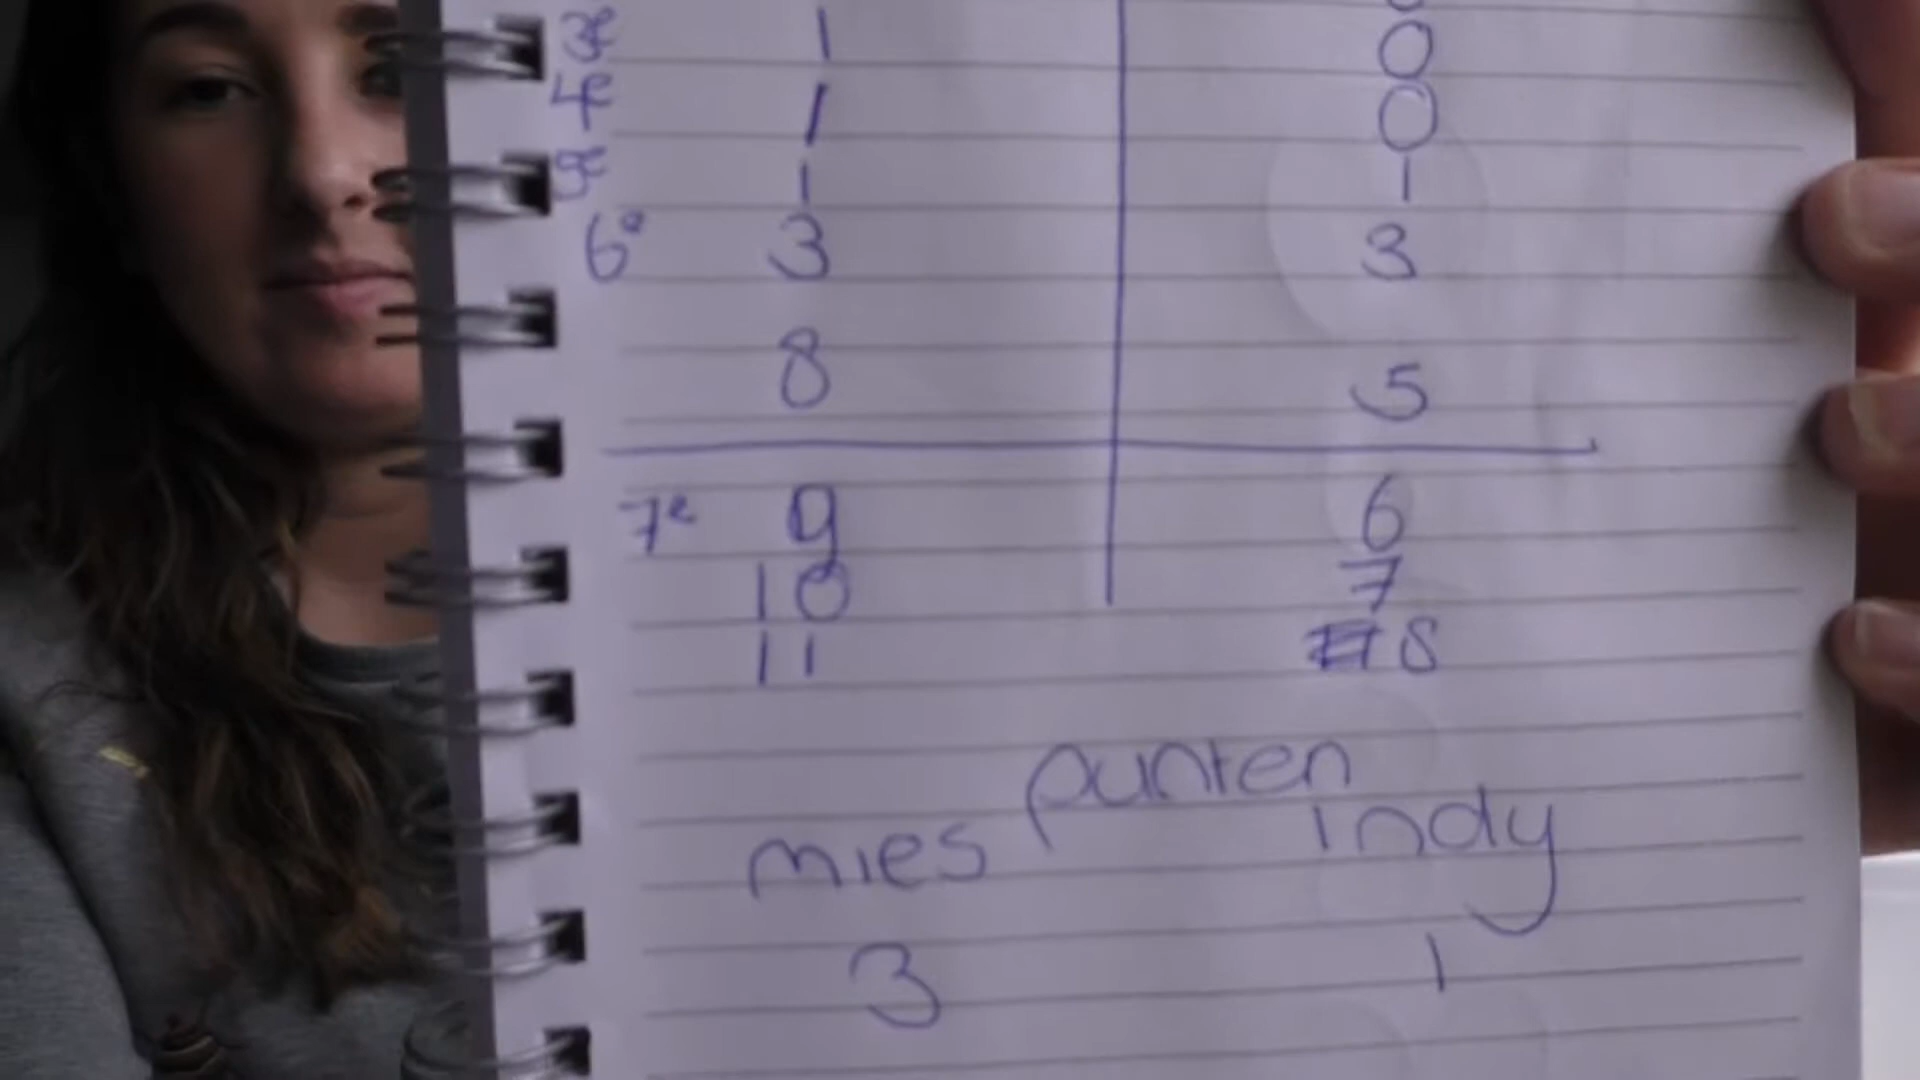 3e 1 0
4e 1 0
5e 1 1
6e 3 3
8 5
7e 9 6
10 7
11 8
punten
mies indy
3 1